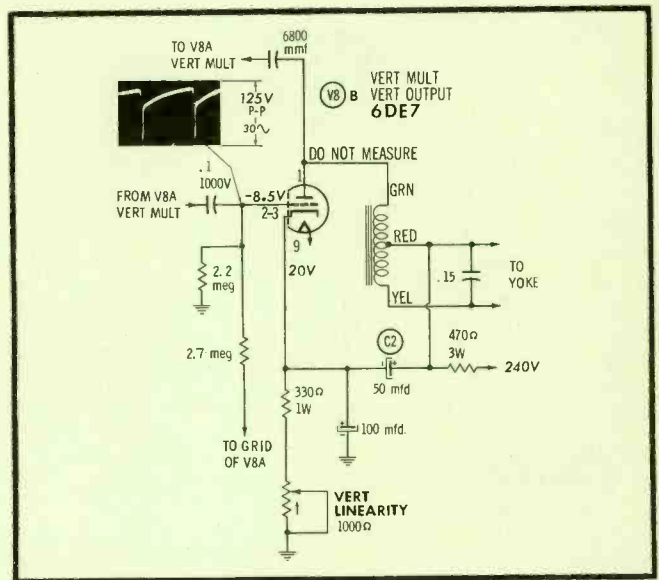 6800
mmf
TO V8A
VERT MULT
V8 B
VERT MULT
VERT OUTPUT
6DE7
125V
P-P
30∿
DO NOT MEASURE
1
GRN
.1
1000V
FROM V8A
VERT MULT
-8.5V
2-3
9
20V
RED
.15
TO
YOKE
YEL
2.2
meg
2.7 meg
C2
470Ω
3W
240V
50 mfd
330Ω
1W
100 mfd.
TO GRID
OF V8A
VERT
LINEARITY
1000Ω